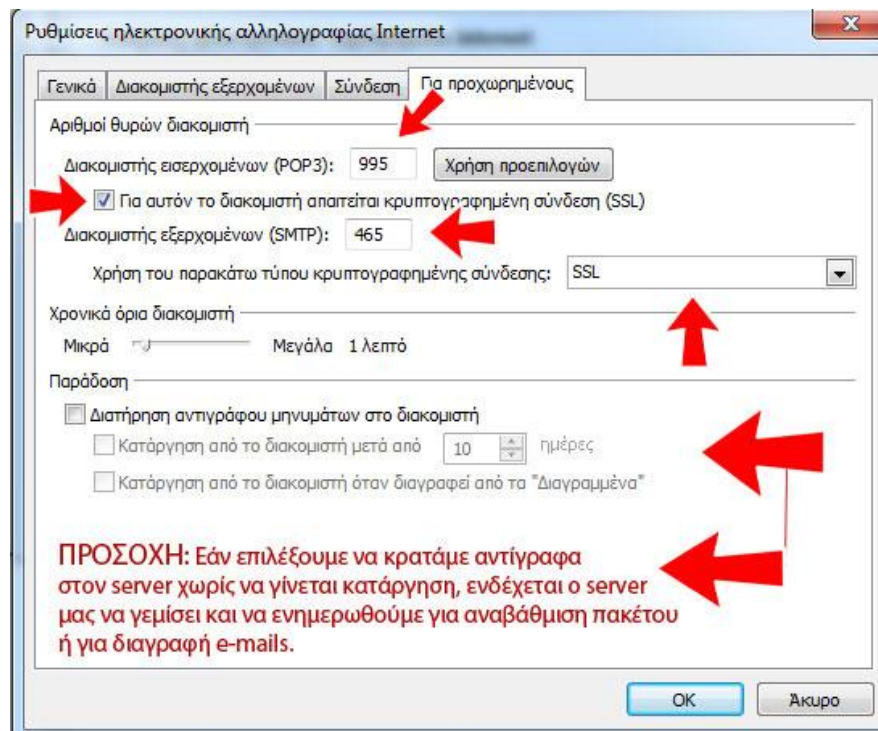 Ρυθμίσεις ηλεκτρονικής αλληλογραφίας Internet
Γενικά Διακομιστής εξερχομένων Σύνδεση Για προχωρημένους
Αριθμοί θυρών διακομιστή
Διακομιστής εισερχομένων (POP3): 995 Χρήση προεπιλογών
Για αυτόν το διακομιστή απαιτείται κρυπτογραφημένη σύνδεση (SSL)
Διακομιστής εξερχομένων (SMTP): 465
Χρήση του παρακάτω τύπου κρυπτογραφημένης σύνδεσης: SSL
Χρονικά όρια διακομιστή
Μικρά Μεγάλα 1 λεπτό
Παράδοση
Διατήρηση αντιγράφου μηνυμάτων στο διακομιστή
Κατάργηση από το διακομιστή μετά από 10 ημέρες
Κατάργηση από το διακομιστή όταν διαγραφεί από τα "Διαγραμμένα"
ΠΡΟΣΟΧΗ: Εάν επιλέξουμε να κρατάμε αντίγραφα
στον server χωρίς να γίνεται κατάργηση, ενδέχεται ο server
μας να γεμίσει και να ενημερωθούμε για αναβάθμιση πακέτου
ή για διαγραφή e-mails.
OK Άκυρο